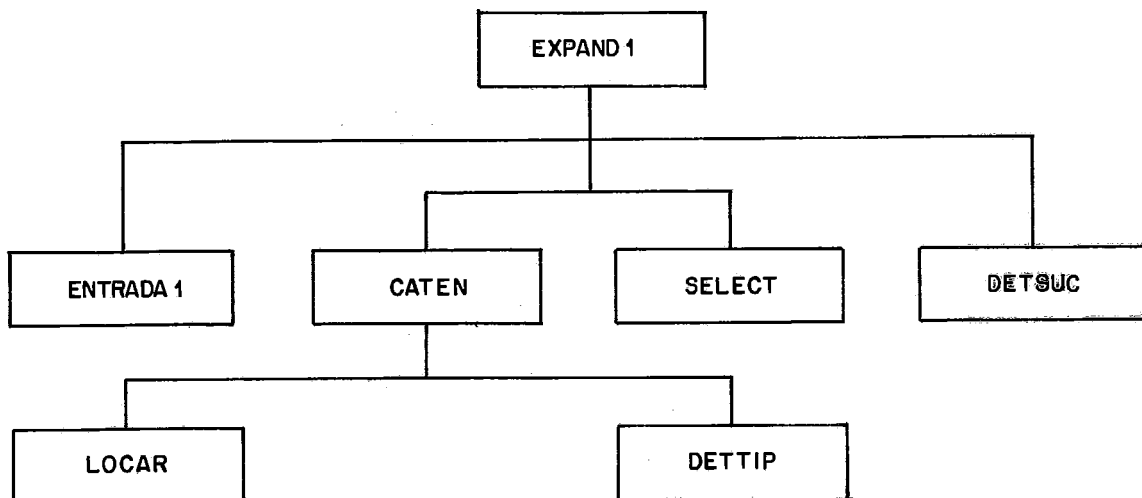 EXPAND 1
ENTRADA 1
CATEN
SELECT
DETSUC
LOCAR
DETTIP